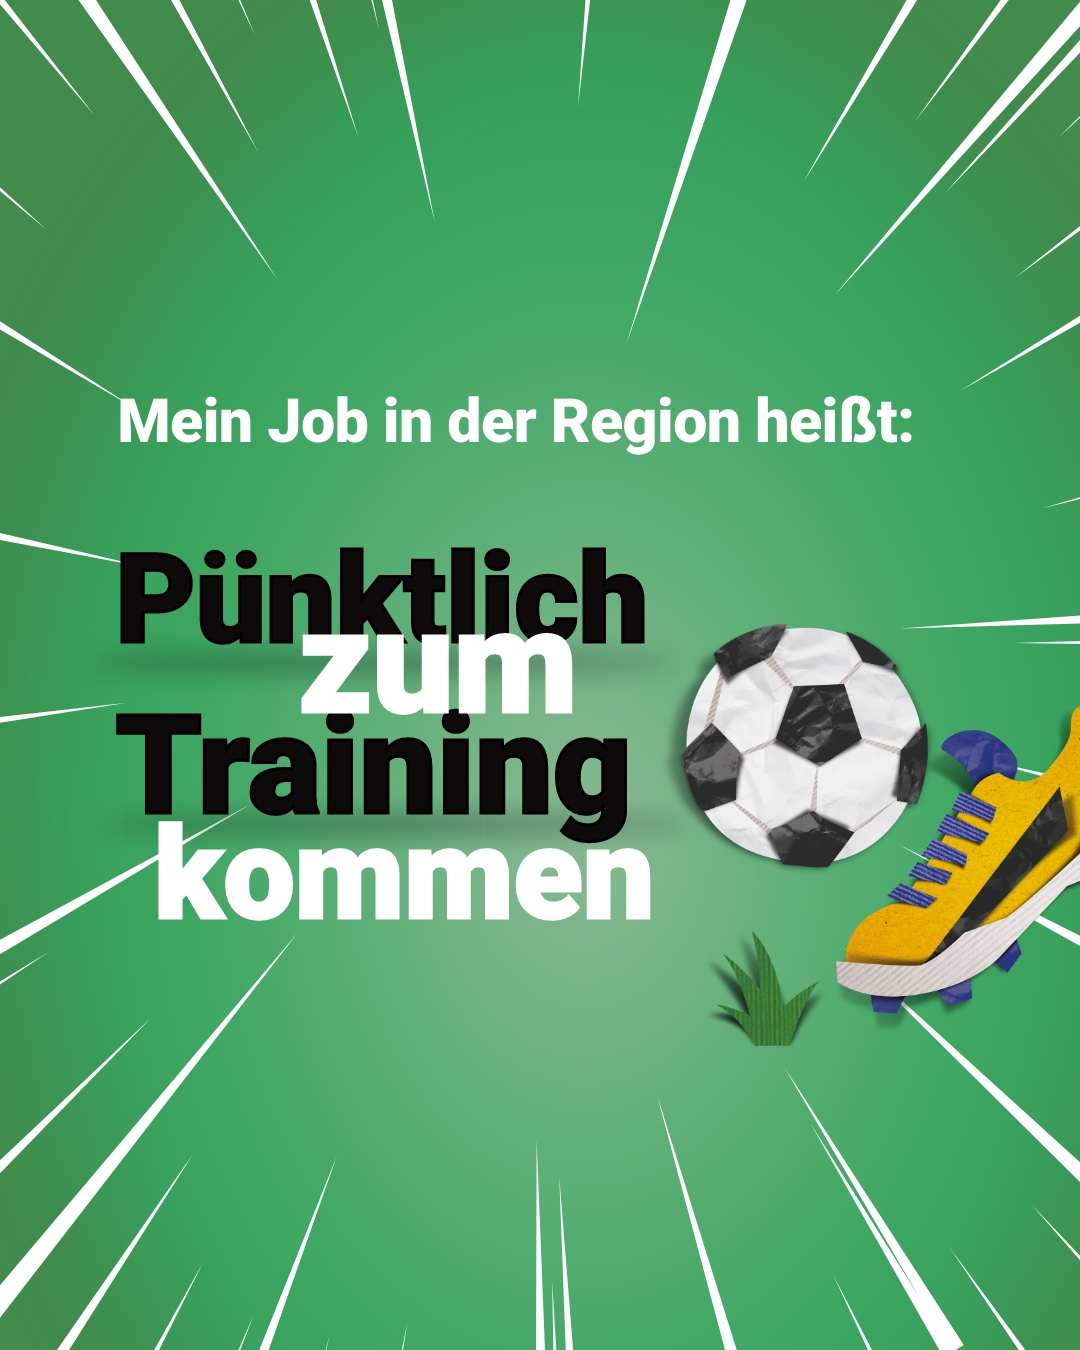 Mein Job in der Region heißt:
Pünktlich
zum
Training
kommen